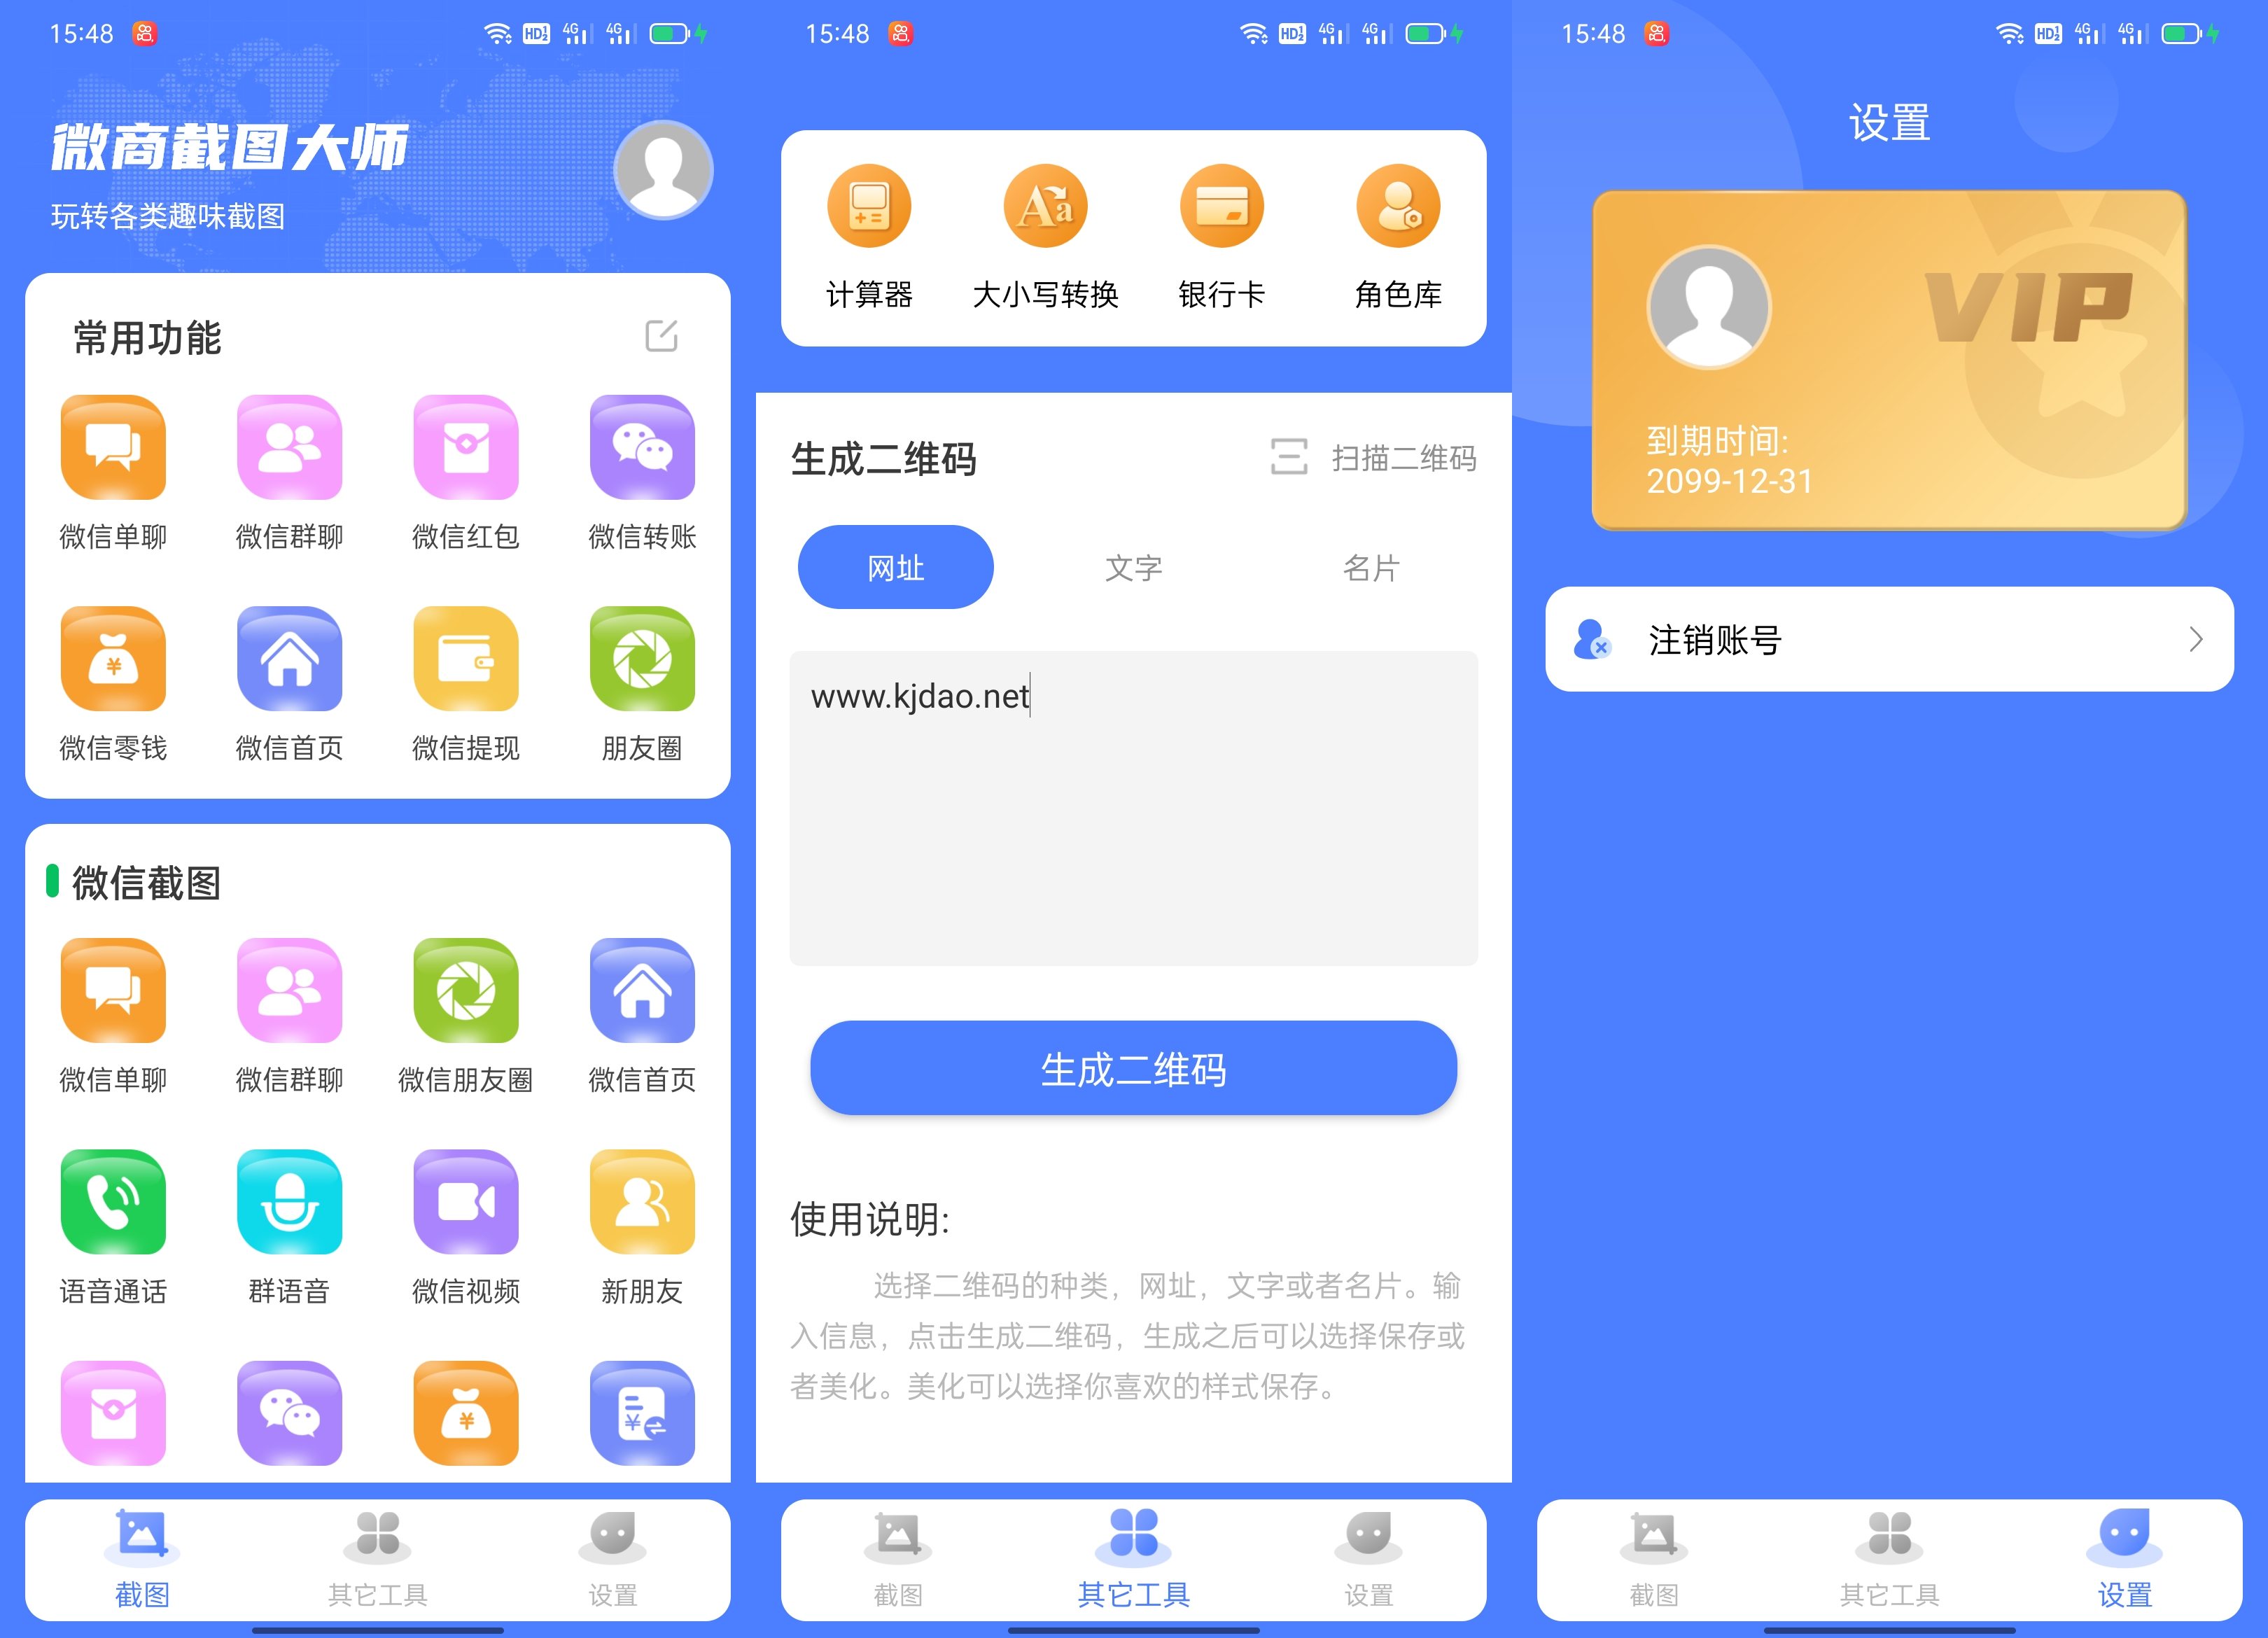 15:48
HD
4G
4G
微商截图大师
玩转各类趣味截图
常用功能
微信单聊
微信群聊
微信红包
微信转账
微信零钱
微信首页
微信提现
朋友圈
微信截图
微信单聊
微信群聊
微信朋友圈
微信首页
语音通话
群语音
微信视频
新朋友
截图
其它工具
设置
15:48
HD
4G
4G
计算器
大小写转换
银行卡
角色库
生成二维码
扫描二维码
网址
文字
名片
www.kjdao.net
生成二维码
使用说明:
选择二维码的种类，网址，文字或者名片。输
入信息，点击生成二维码，生成之后可以选择保存或
者美化。美化可以选择你喜欢的样式保存。
截图
其它工具
设置
15:48
HD
4G
4G
设置
VIP
到期时间:
2099-12-31
注销账号
截图
其它工具
设置